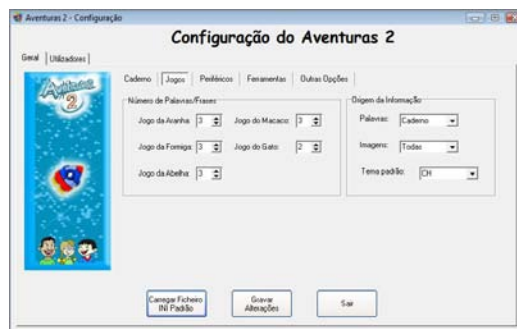 Aventuras 2 - Configuração
Configuração do Aventuras 2
Geral Utilizadores
Caderno Jogos Periféricos Ferramentas Outras Opções
Número de Palavras/Frases Origem da Informação
Jogo da Aranha: 3 Jogo do Macaco: 3 Palavras: Caderno
Jogo da Formiga: 3 Jogo do Gato: 2 Imagens: Todas
Jogo da Abelha: 3 Tema padrão: CH
Aventuras
2
Carregar Ficheiro
INI Padrão
Gravar
Alterações
Sair